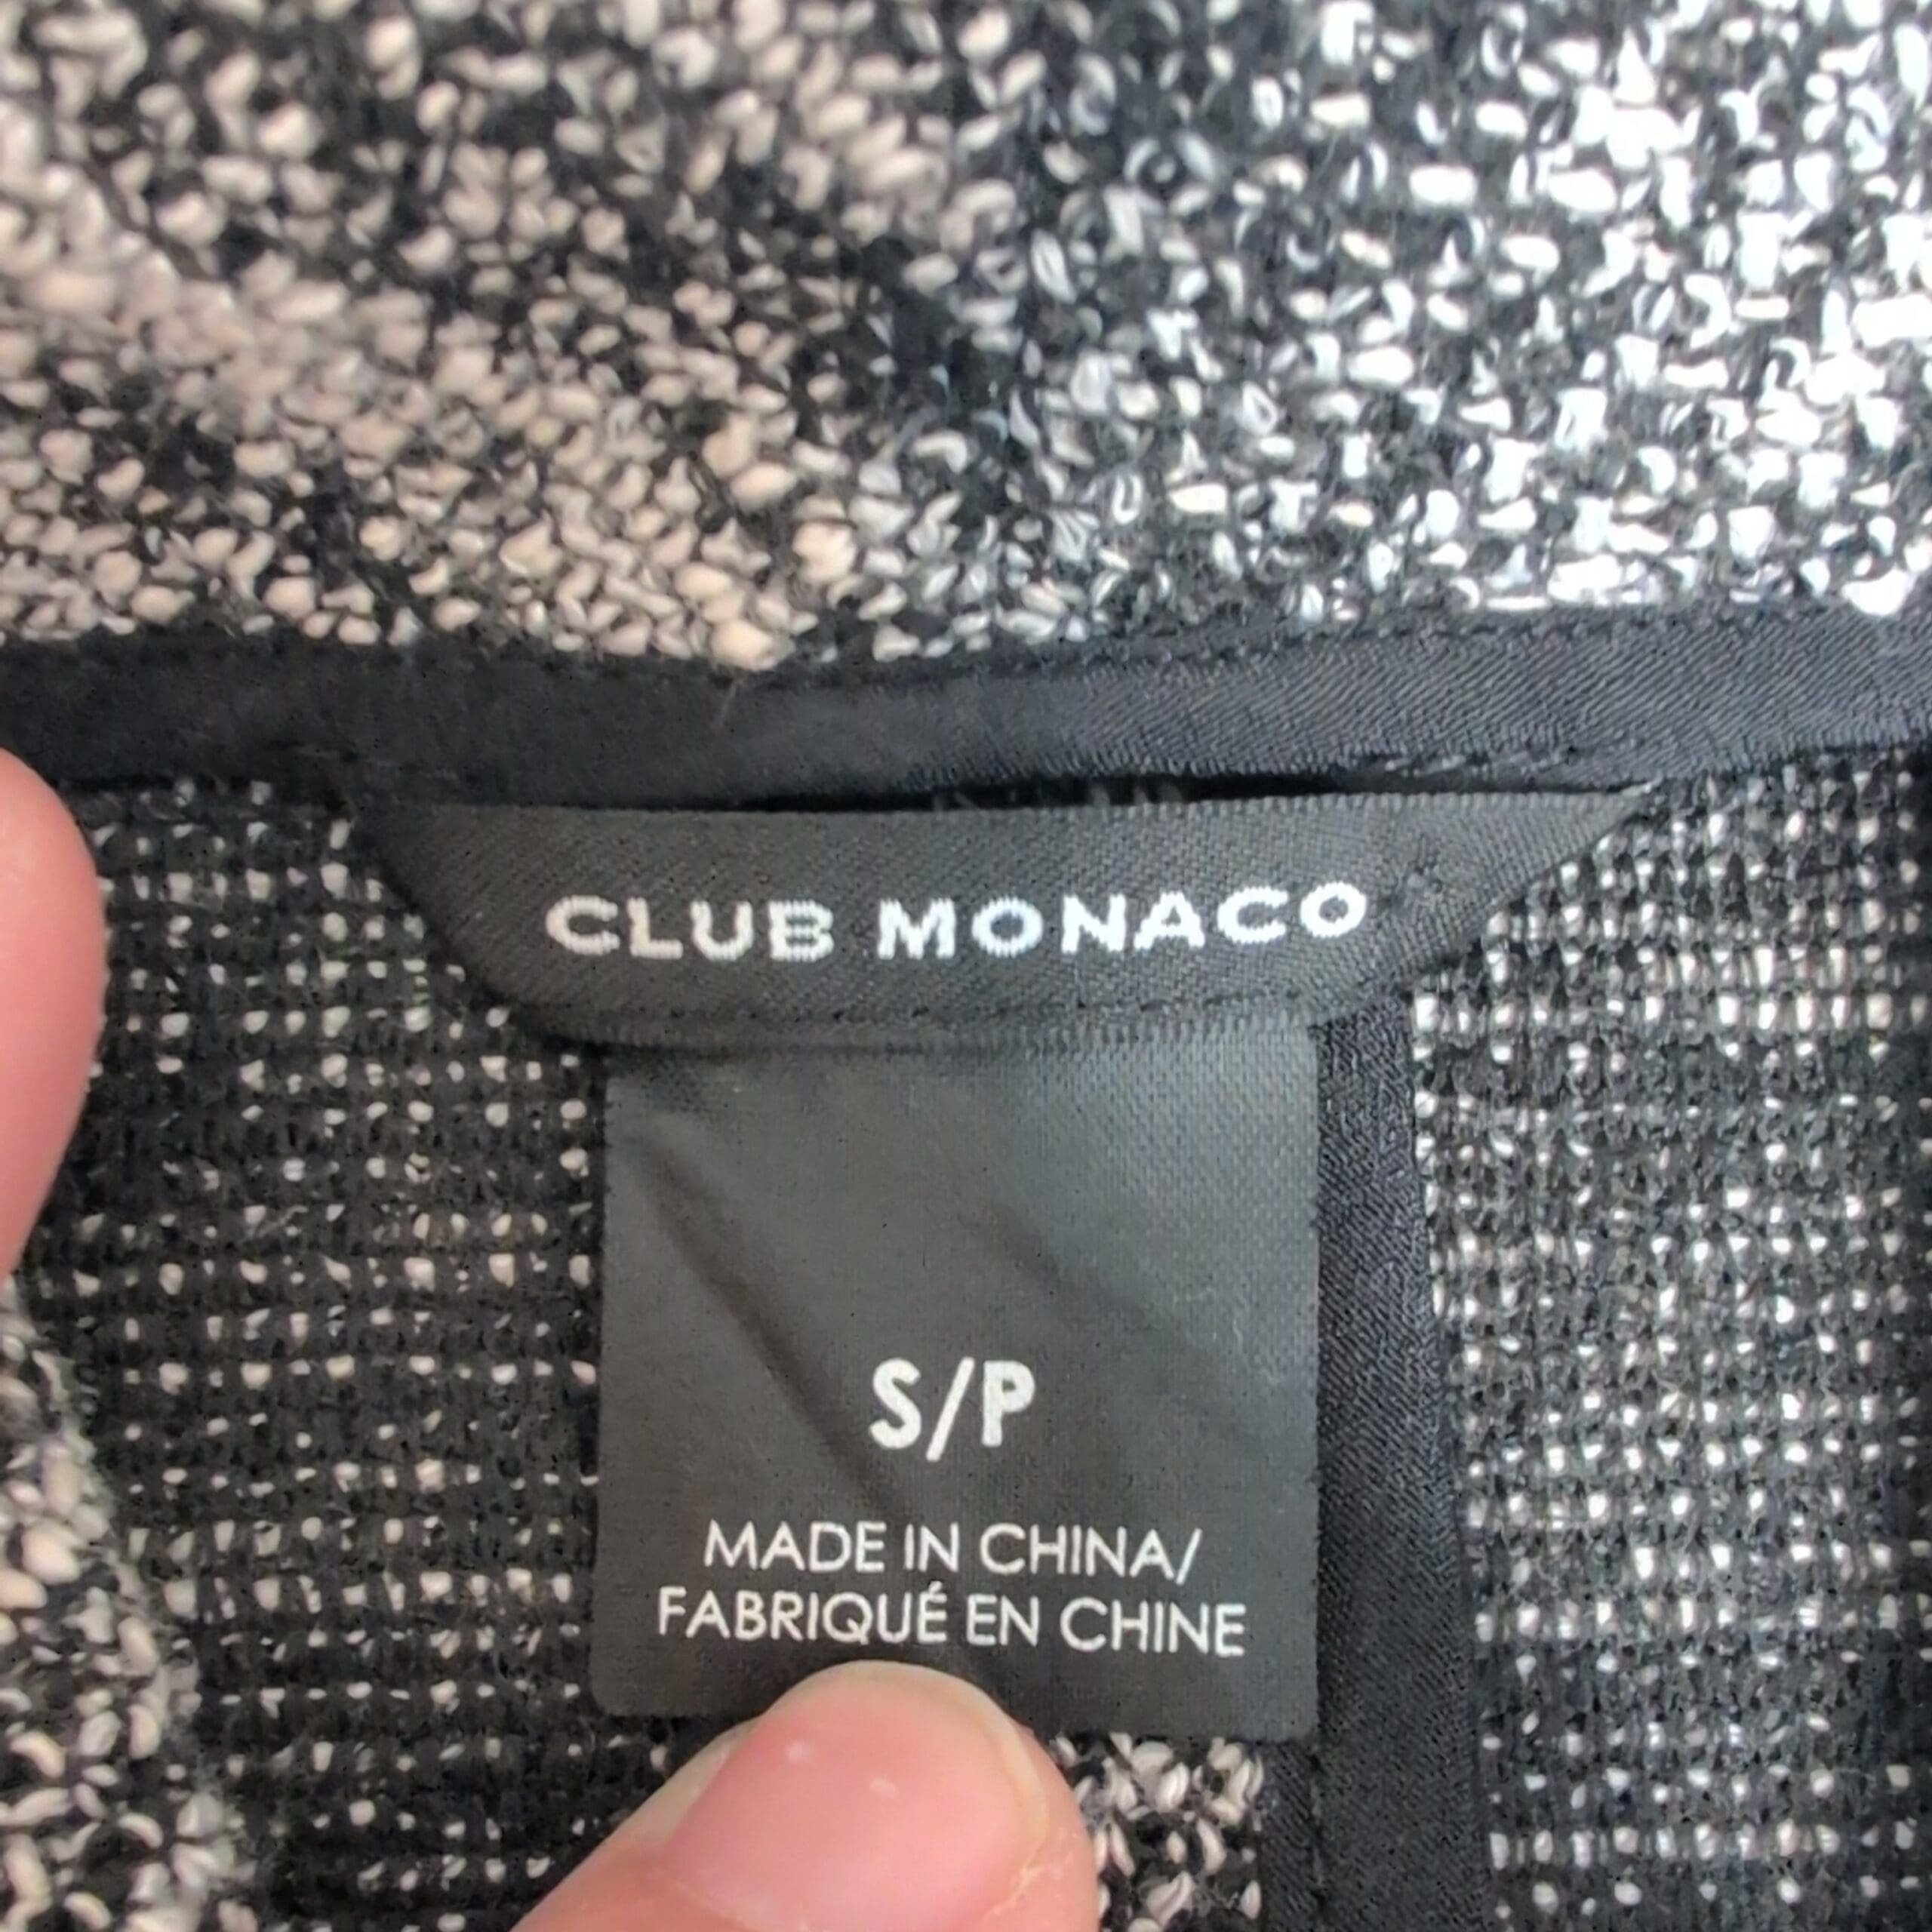 CLUB MONACO
S/P
MADE IN CHINA/
FABRIQUÉ EN CHINE